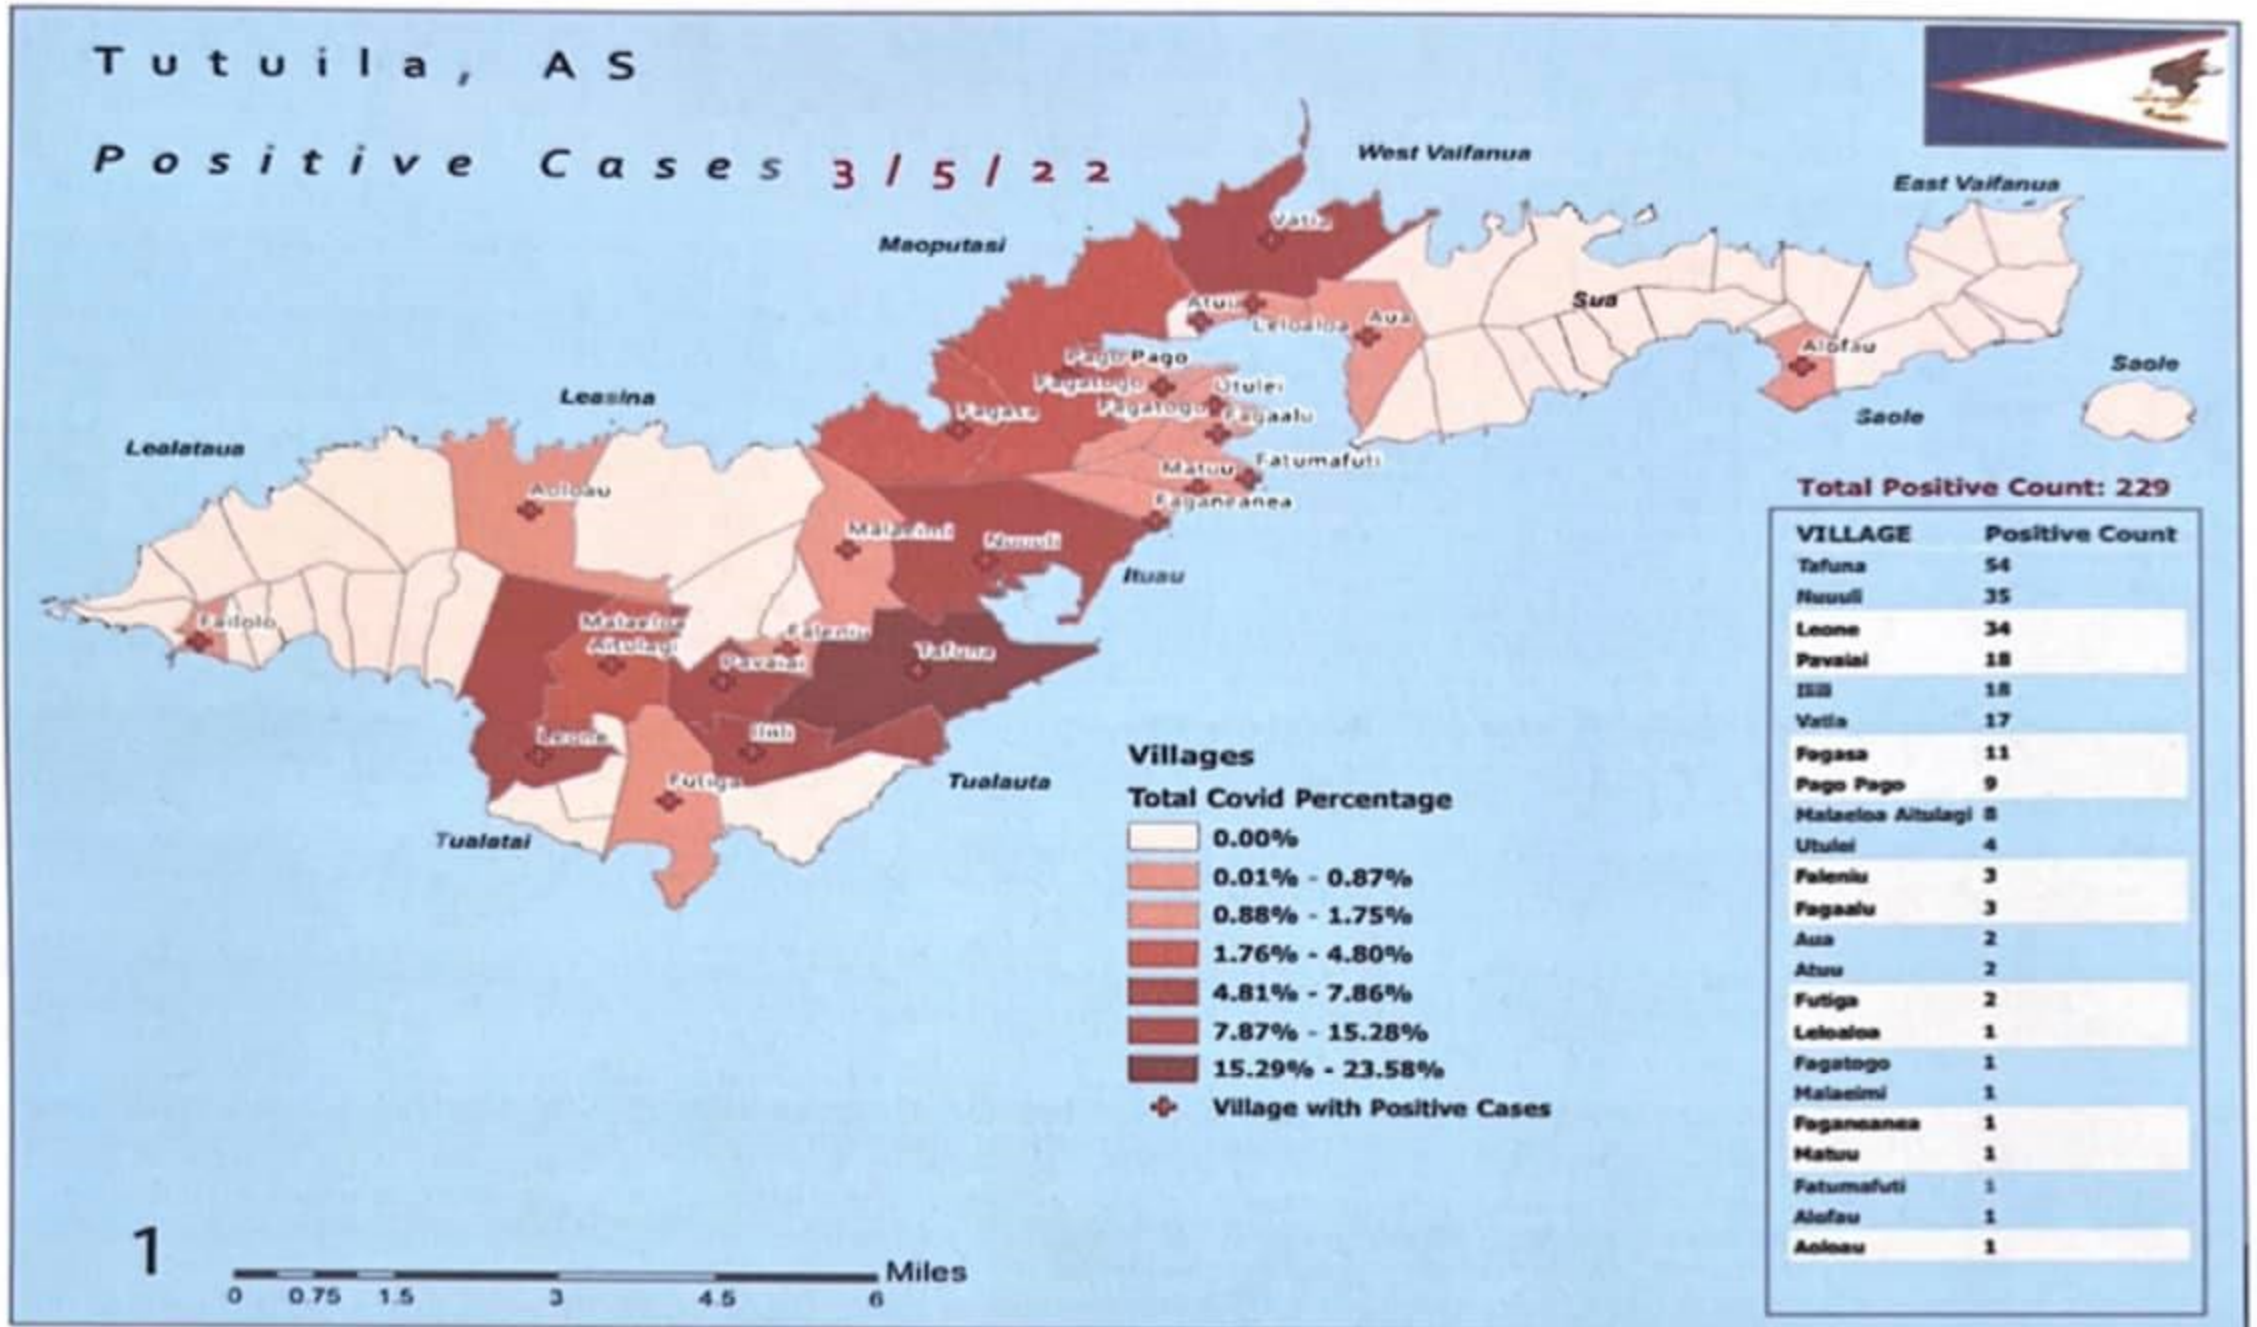 Tutuila, AS
Positive Cases 3/5/22
West Vaifanua
East Vaifanua
Maoputasi
Vatia
Sua
Atuu
Leloaloa
Aua
Alofau
Saole
Saole
Pago Pago
Fagatogo
Utulei
Fagatogo
Fagaalu
Fagasa
Leasina
Lealataua
Matuu
Fatumafuti
Faganeanea
Aoloau
Malaeimi
Nuuuli
Ituau
Failolo
Malaeloa
Aitulagi
Faleniu
Pavaiai
Tafuna
Leone
Iliili
Futiga
Tualauta
Tualatai
Total Positive Count: 229
VILLAGE Positive Count
Tafuna 54
Nuuuli 35
Leone 34
Pavaiai 18
Iliili 18
Vatia 17
Fagasa 11
Pago Pago 9
Malaeloa Aitulagi 8
Utulei 4
Faleniu 3
Fagaalu 3
Aua 2
Atuu 2
Futiga 2
Leloaloa 1
Fagatogo 1
Malaeimi 1
Faganeanea 1
Matuu 1
Fatumafuti 1
Alofau 1
Aoloau 1
Villages
Total Covid Percentage
0.00%
0.01% - 0.87%
0.88% - 1.75%
1.76% - 4.80%
4.81% - 7.86%
7.87% - 15.28%
15.29% - 23.58%
Village with Positive Cases
1
Miles
0 0.75 1.5 3 4.5 6